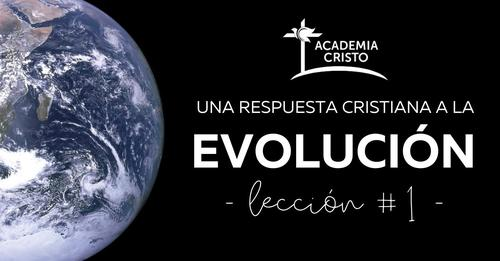 ACADEMIA
CRISTO
UNA RESPUESTA CRISTIANA A LA
EVOLUCIÓN
- lección #1 -